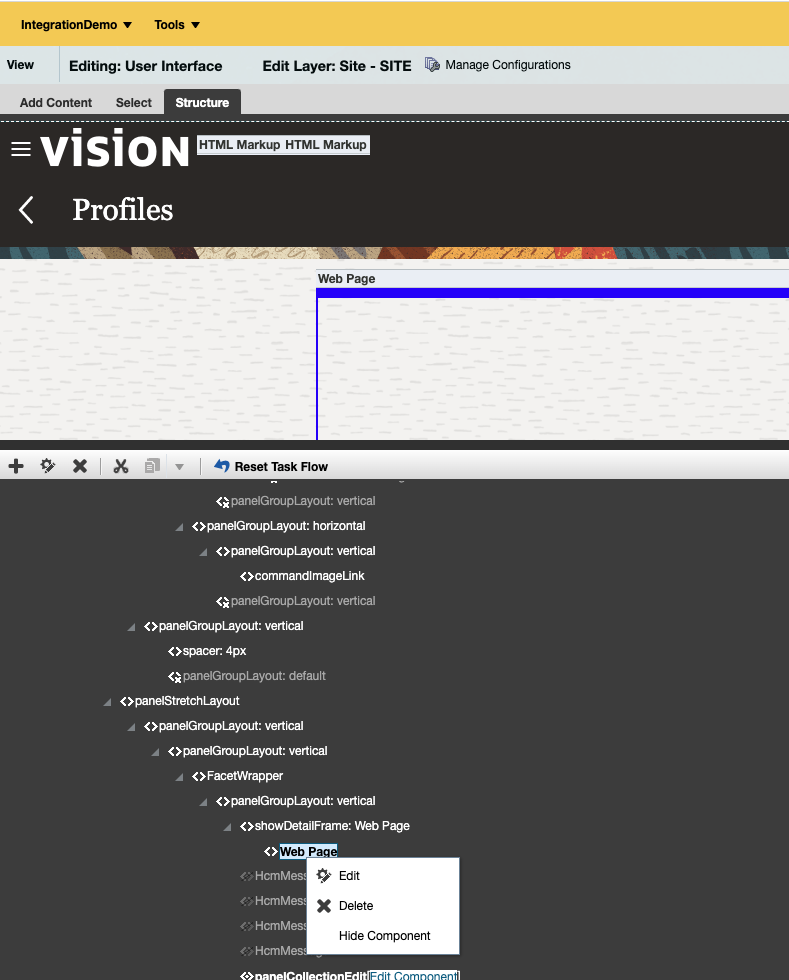 IntegrationDemo Tools
View Editing: User Interface Edit Layer: Site - SITE Manage Configurations
Add Content Select Structure
VISION HTML Markup HTML Markup
Profiles
Web Page
Reset Task Flow
<>panelGroupLayout: vertical
<>panelGroupLayout: horizontal
<>panelGroupLayout: vertical
<>commandImageLink
<>panelGroupLayout: vertical
<>panelGroupLayout: vertical
<>spacer: 4px
<>panelGroupLayout: default
<>panelStretchLayout
<>panelGroupLayout: vertical
<>panelGroupLayout: vertical
<>FacetWrapper
<>panelGroupLayout: vertical
<>showDetailFrame: Web Page
<>Web Page
<>HcmMess Edit
<>HcmMess Delete
<>HcmMess Hide Component
<>HcmMessag
<>panelCollectionEdit Edit Component